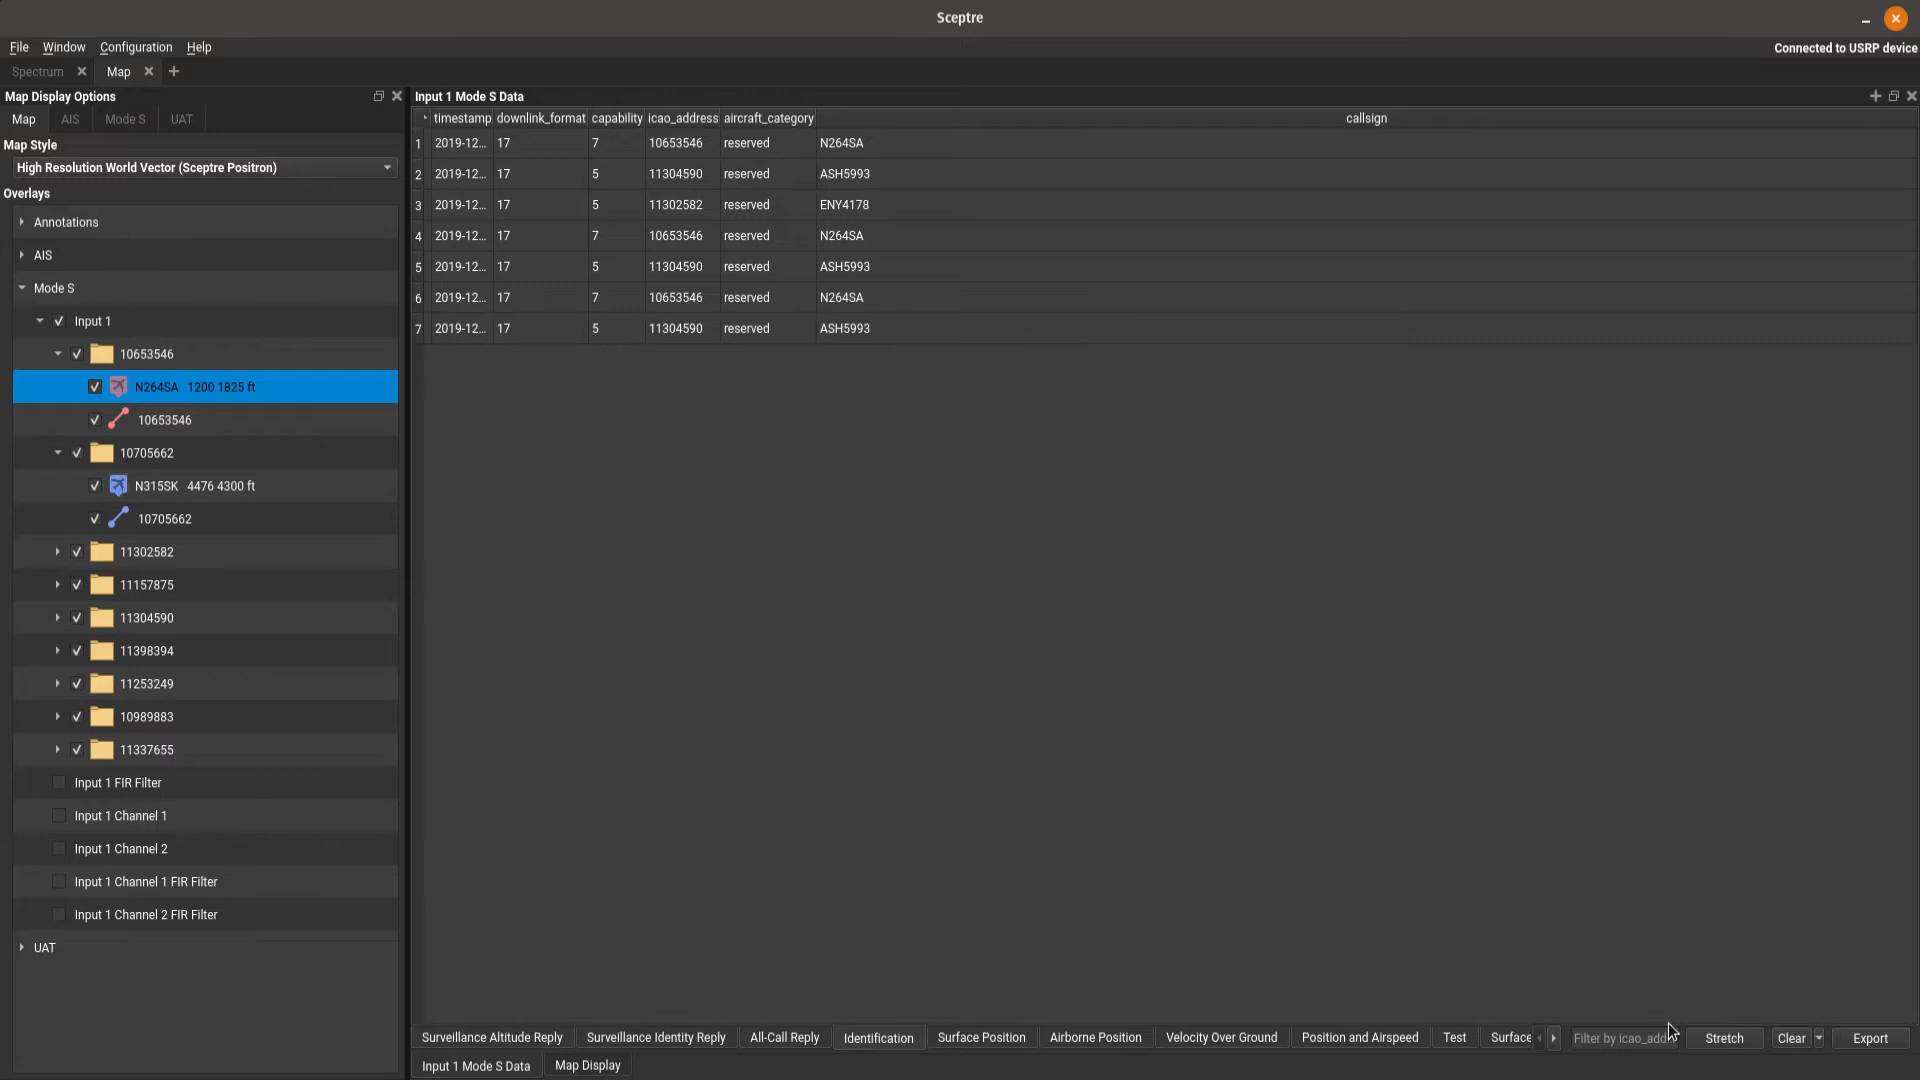 Sceptre
File Window Configuration Help
Connected to USRP device
Spectrum Map
Map Display Options
Map AIS Mode S UAT
Map Style
High Resolution World Vector (Sceptre Positron)
Overlays
Annotations
AIS
Mode S
Input 1
10653546
N264SA 1200 1825 ft
10653546
10705662
N315SK 4476 4300 ft
10705662
11302582
11157875
11304590
11398394
11253249
10989883
11337655
Input 1 FIR Filter
Input 1 Channel 1
Input 1 Channel 2
Input 1 Channel 1 FIR Filter
Input 1 Channel 2 FIR Filter
UAT
Input 1 Mode S Data
timestamp downlink_format capability icao_address aircraft_category callsign
1 2019-12... 17 7 10653546 reserved N264SA
2 2019-12... 17 5 11304590 reserved ASH5993
3 2019-12... 17 5 11302582 reserved ENY4178
4 2019-12... 17 7 10653546 reserved N264SA
5 2019-12... 17 5 11304590 reserved ASH5993
6 2019-12... 17 7 10653546 reserved N264SA
7 2019-12... 17 5 11304590 reserved ASH5993
Surveillance Altitude Reply Surveillance Identity Reply All-Call Reply Identification Surface Position Airborne Position Velocity Over Ground Position and Airspeed Test Surface Filter by icao_add Stretch Clear Export
Input 1 Mode S Data Map Display